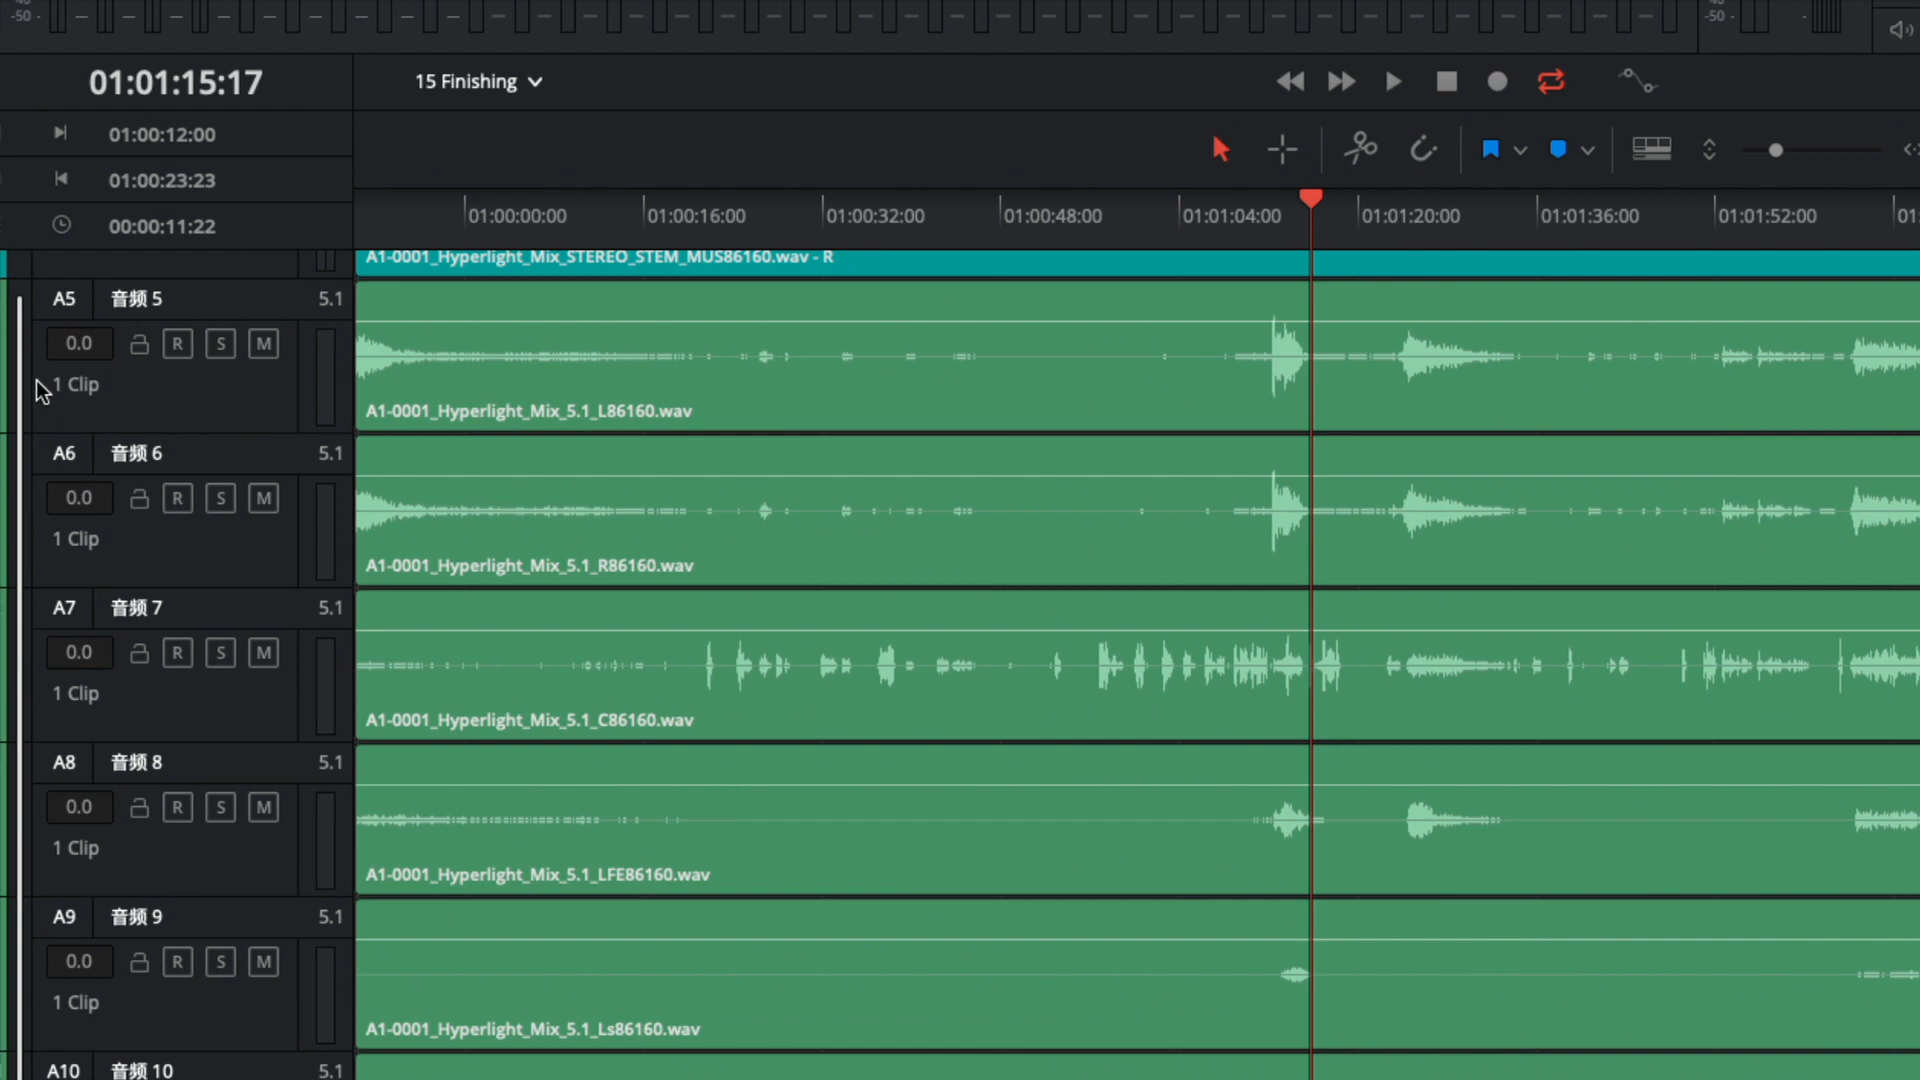 -50
-50
01:01:15:17
15 Finishing
01:00:12:00
01:00:23:23
00:00:11:22
01:00:00:00
01:00:16:00
01:00:32:00
01:00:48:00
01:01:04:00
01:01:20:00
01:01:36:00
01:01:52:00
01:
A1-0001_Hyperlight_Mix_STEREO_STEM_MUS86160.wav - R
A5 音频 5 5.1
0.0 R S M
1 Clip
A1-0001_Hyperlight_Mix_5.1_L86160.wav
A6 音频 6 5.1
0.0 R S M
1 Clip
A1-0001_Hyperlight_Mix_5.1_R86160.wav
A7 音频 7 5.1
0.0 R S M
1 Clip
A1-0001_Hyperlight_Mix_5.1_C86160.wav
A8 音频 8 5.1
0.0 R S M
1 Clip
A1-0001_Hyperlight_Mix_5.1_LFE86160.wav
A9 音频 9 5.1
0.0 R S M
1 Clip
A1-0001_Hyperlight_Mix_5.1_Ls86160.wav
A10 音频 10 5.1